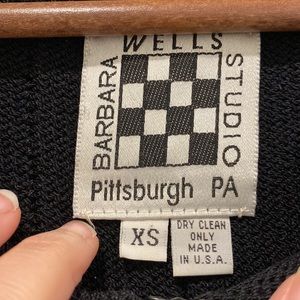 BARBARA
WELLS
STUDIO
Pittsburgh PA
XS
DRY CLEAN
ONLY
MADE
IN U.S.A.